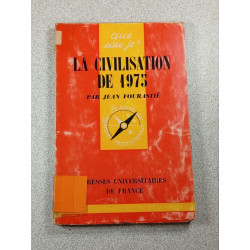 que
sais-je?
LA CIVILISATION
DE 1975
PAR JEAN FOURASTIÉ
PRESSES UNIVERSITAIRES
DE FRANCE